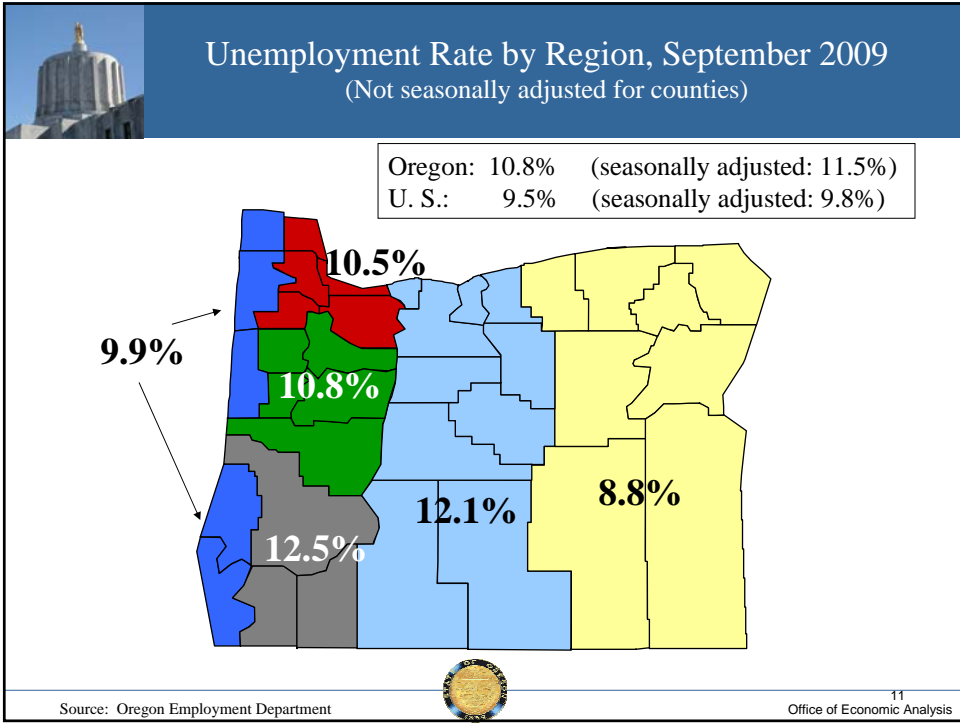 Unemployment Rate by Region, September 2009
(Not seasonally adjusted for counties)
Oregon: 10.8% (seasonally adjusted: 11.5%)
U. S.: 9.5% (seasonally adjusted: 9.8%)
10.5%
9.9%
10.8%
8.8%
12.1%
12.5%
11
Source: Oregon Employment Department
Office of Economic Analysis